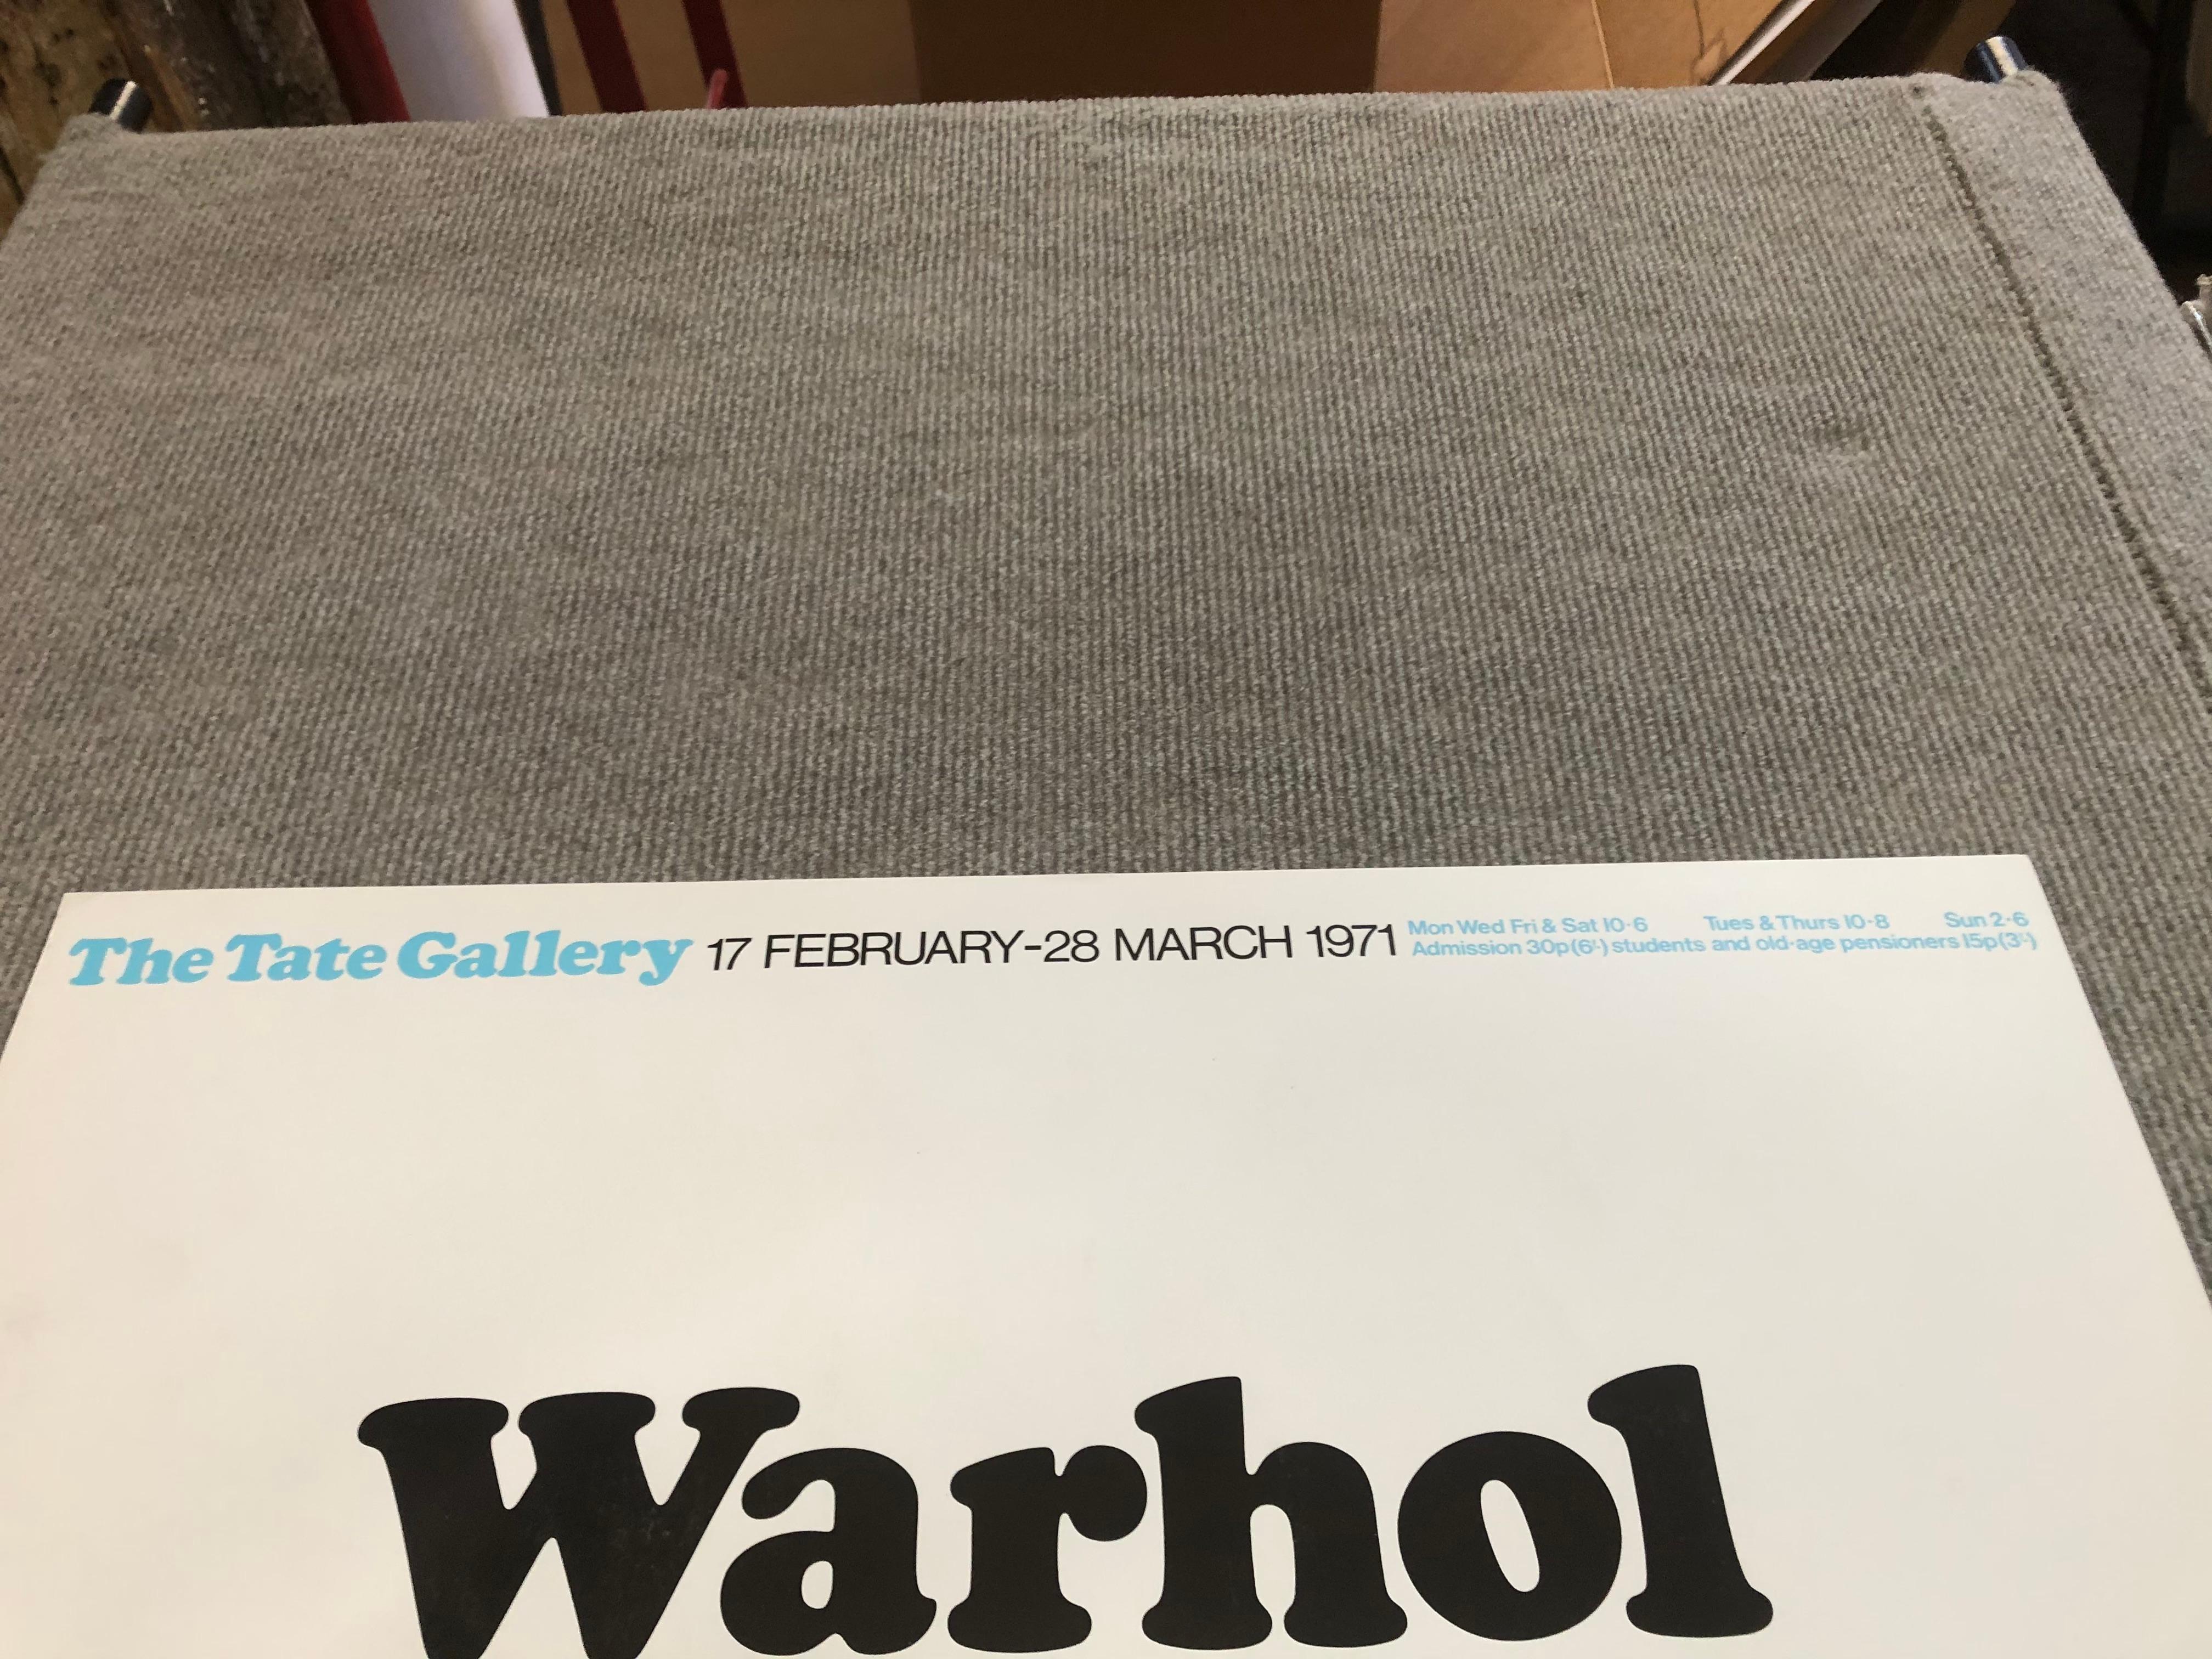 The Tate Gallery 17 FEBRUARY-28 MARCH 1971
Mon Wed Fri & Sat 10·6 Tues & Thurs 10·8 Sun 2·6
Admission 30p (6/-) students and old-age pensioners 15p (3/-)
Warhol